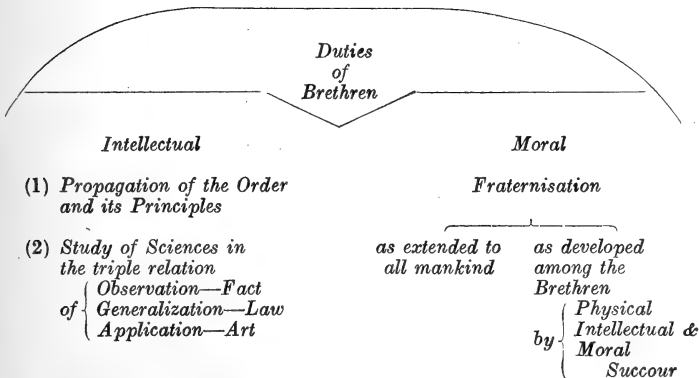 Duties
of
Brethren
Intellectual
(1) Propagation of the Order
and its Principles
(2) Study of Sciences in
the triple relation
of { Observation—Fact
Generalization—Law
Application—Art
Moral
Fraternisation
as extended to
all mankind
as developed
among the
Brethren
by { Physical
Intellectual &
Moral
Succour